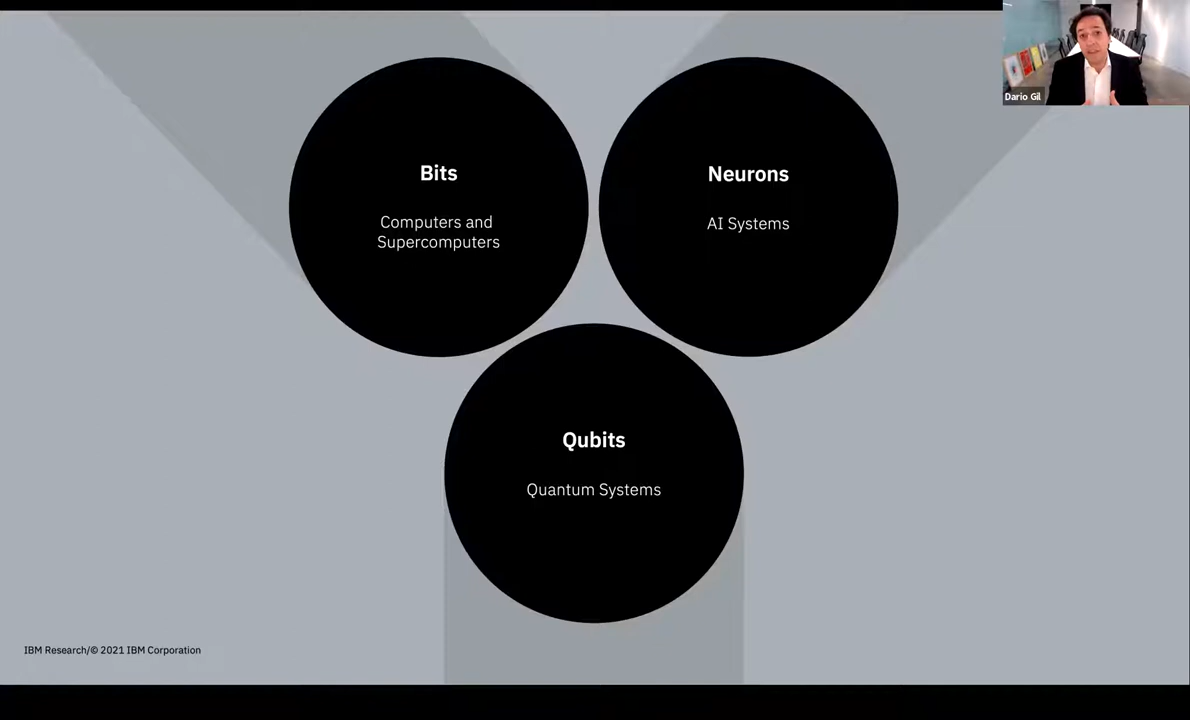 Bits
Computers and
Supercomputers
Neurons
AI Systems
Qubits
Quantum Systems
Dario Gil
IBM Research/© 2021 IBM Corporation